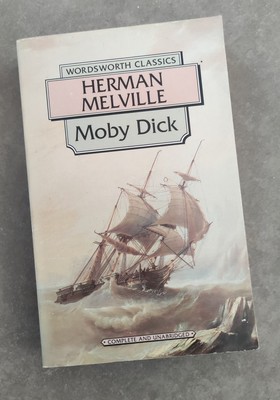 WORDSWORTH CLASSICS
HERMAN
MELVILLE
Moby Dick
• COMPLETE AND UNABRIDGED •